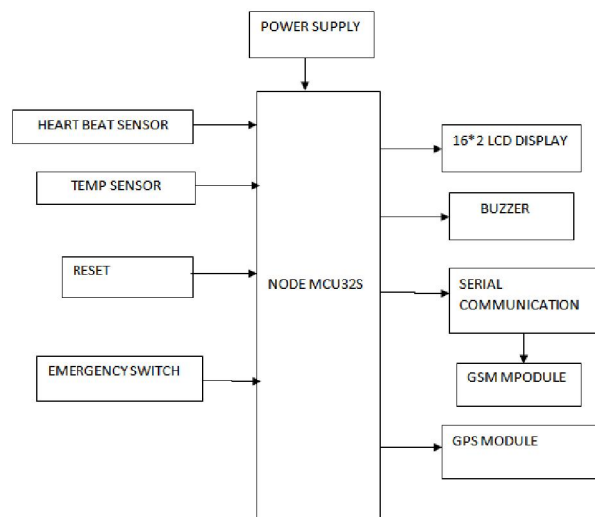 POWER SUPPLY
HEART BEAT SENSOR
TEMP SENSOR
RESET
EMERGENCY SWITCH
NODE MCU32S
16*2 LCD DISPLAY
BUZZER
SERIAL
COMMUNICATION
GSM MPODULE
GPS MODULE